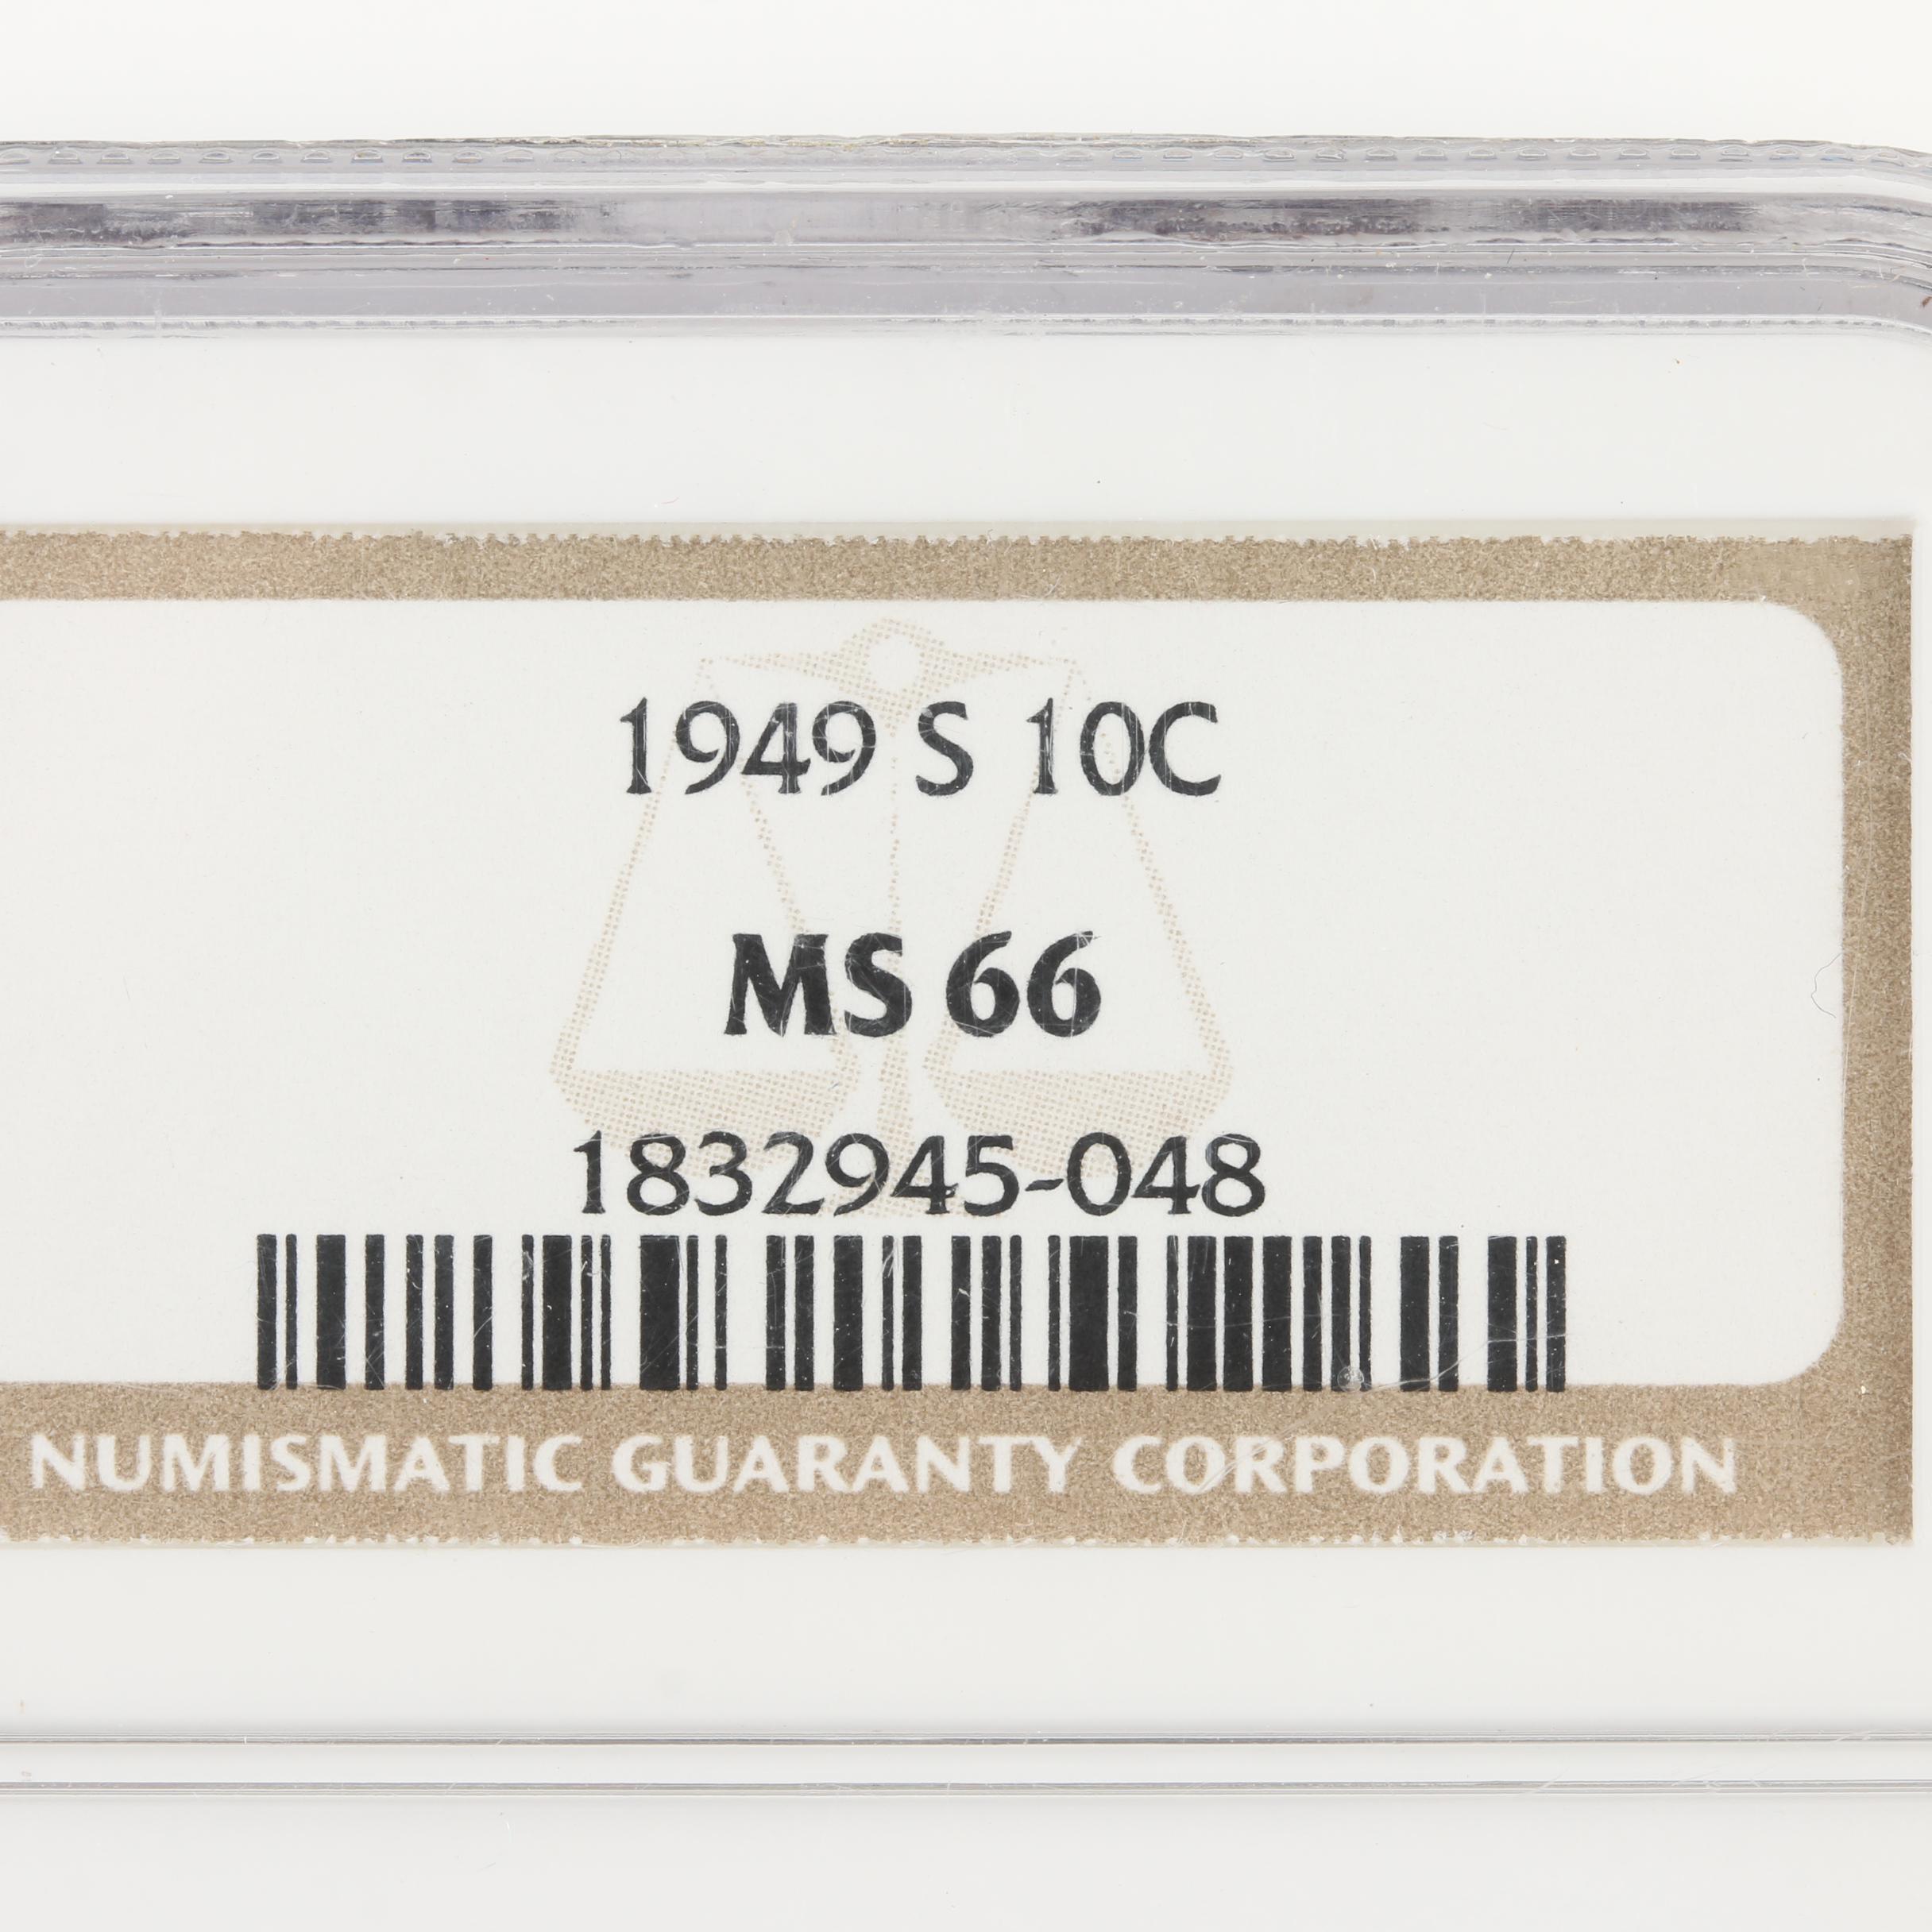 1949 S 10C
MS 66
1832945-048
NUMISMATIC GUARANTY CORPORATION